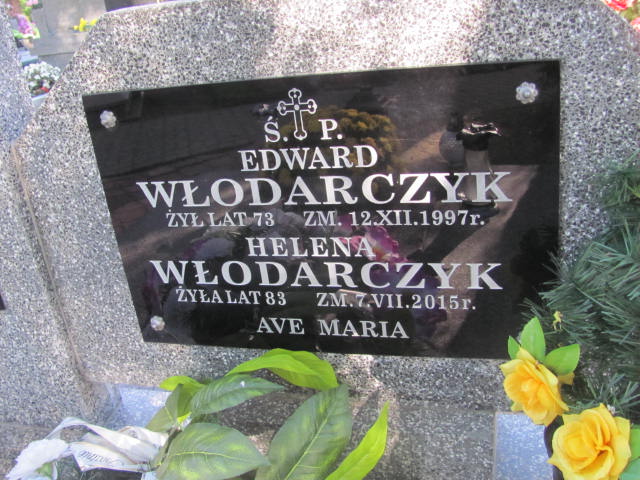 Ś. P.
EDWARD
WŁODARCZYK
ŻYŁ LAT 73 ZM. 12.XII.1997r.
HELENA
WŁODARCZYK
ŻYŁA LAT 83 ZM. 7.VII.2015r.
AVE MARIA